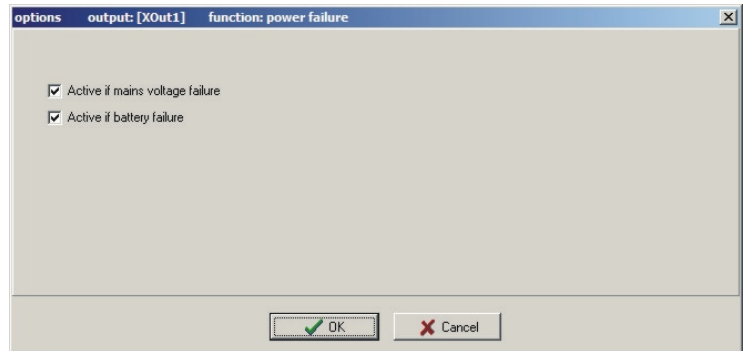 options output: [XOut1] function: power failure
Active if mains voltage failure
Active if battery failure
OK Cancel